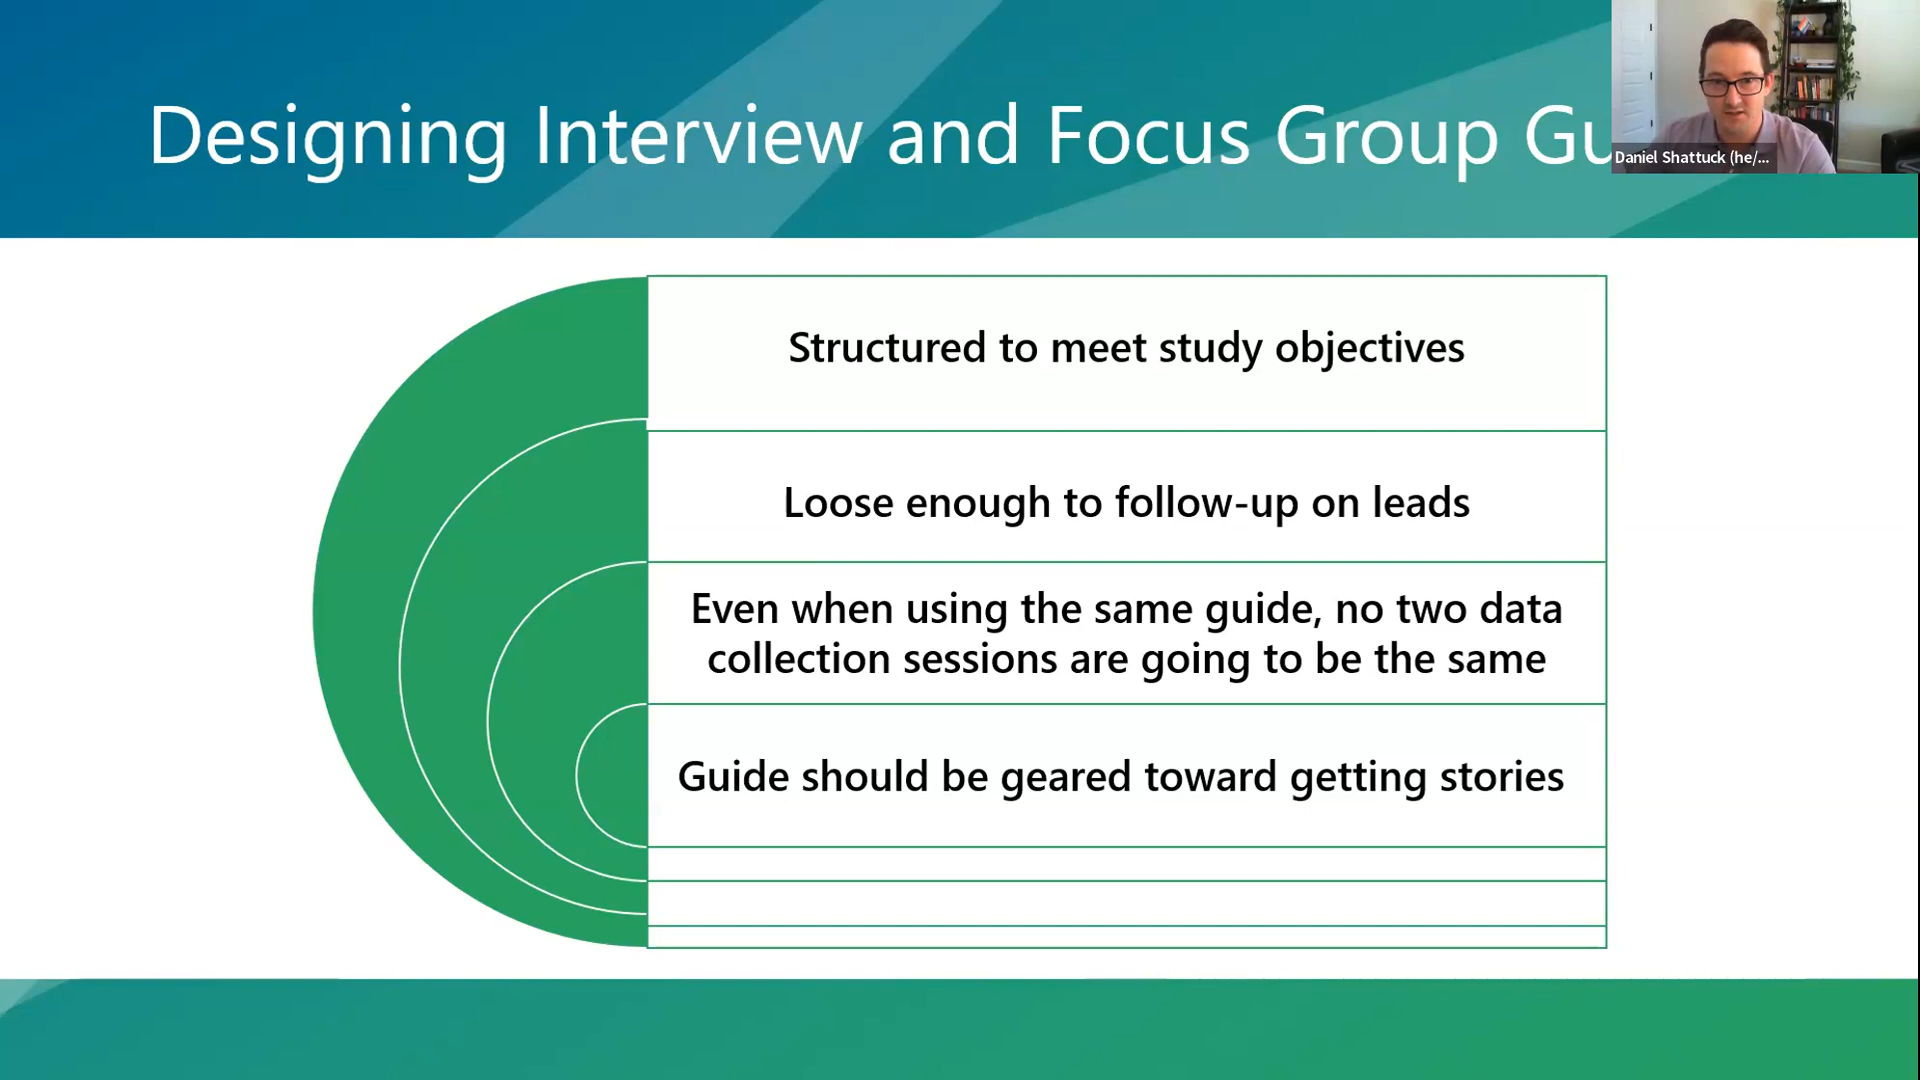 Designing Interview and Focus Group Gu
Daniel Shattuck (he/...
Structured to meet study objectives
Loose enough to follow-up on leads
Even when using the same guide, no two data
collection sessions are going to be the same
Guide should be geared toward getting stories